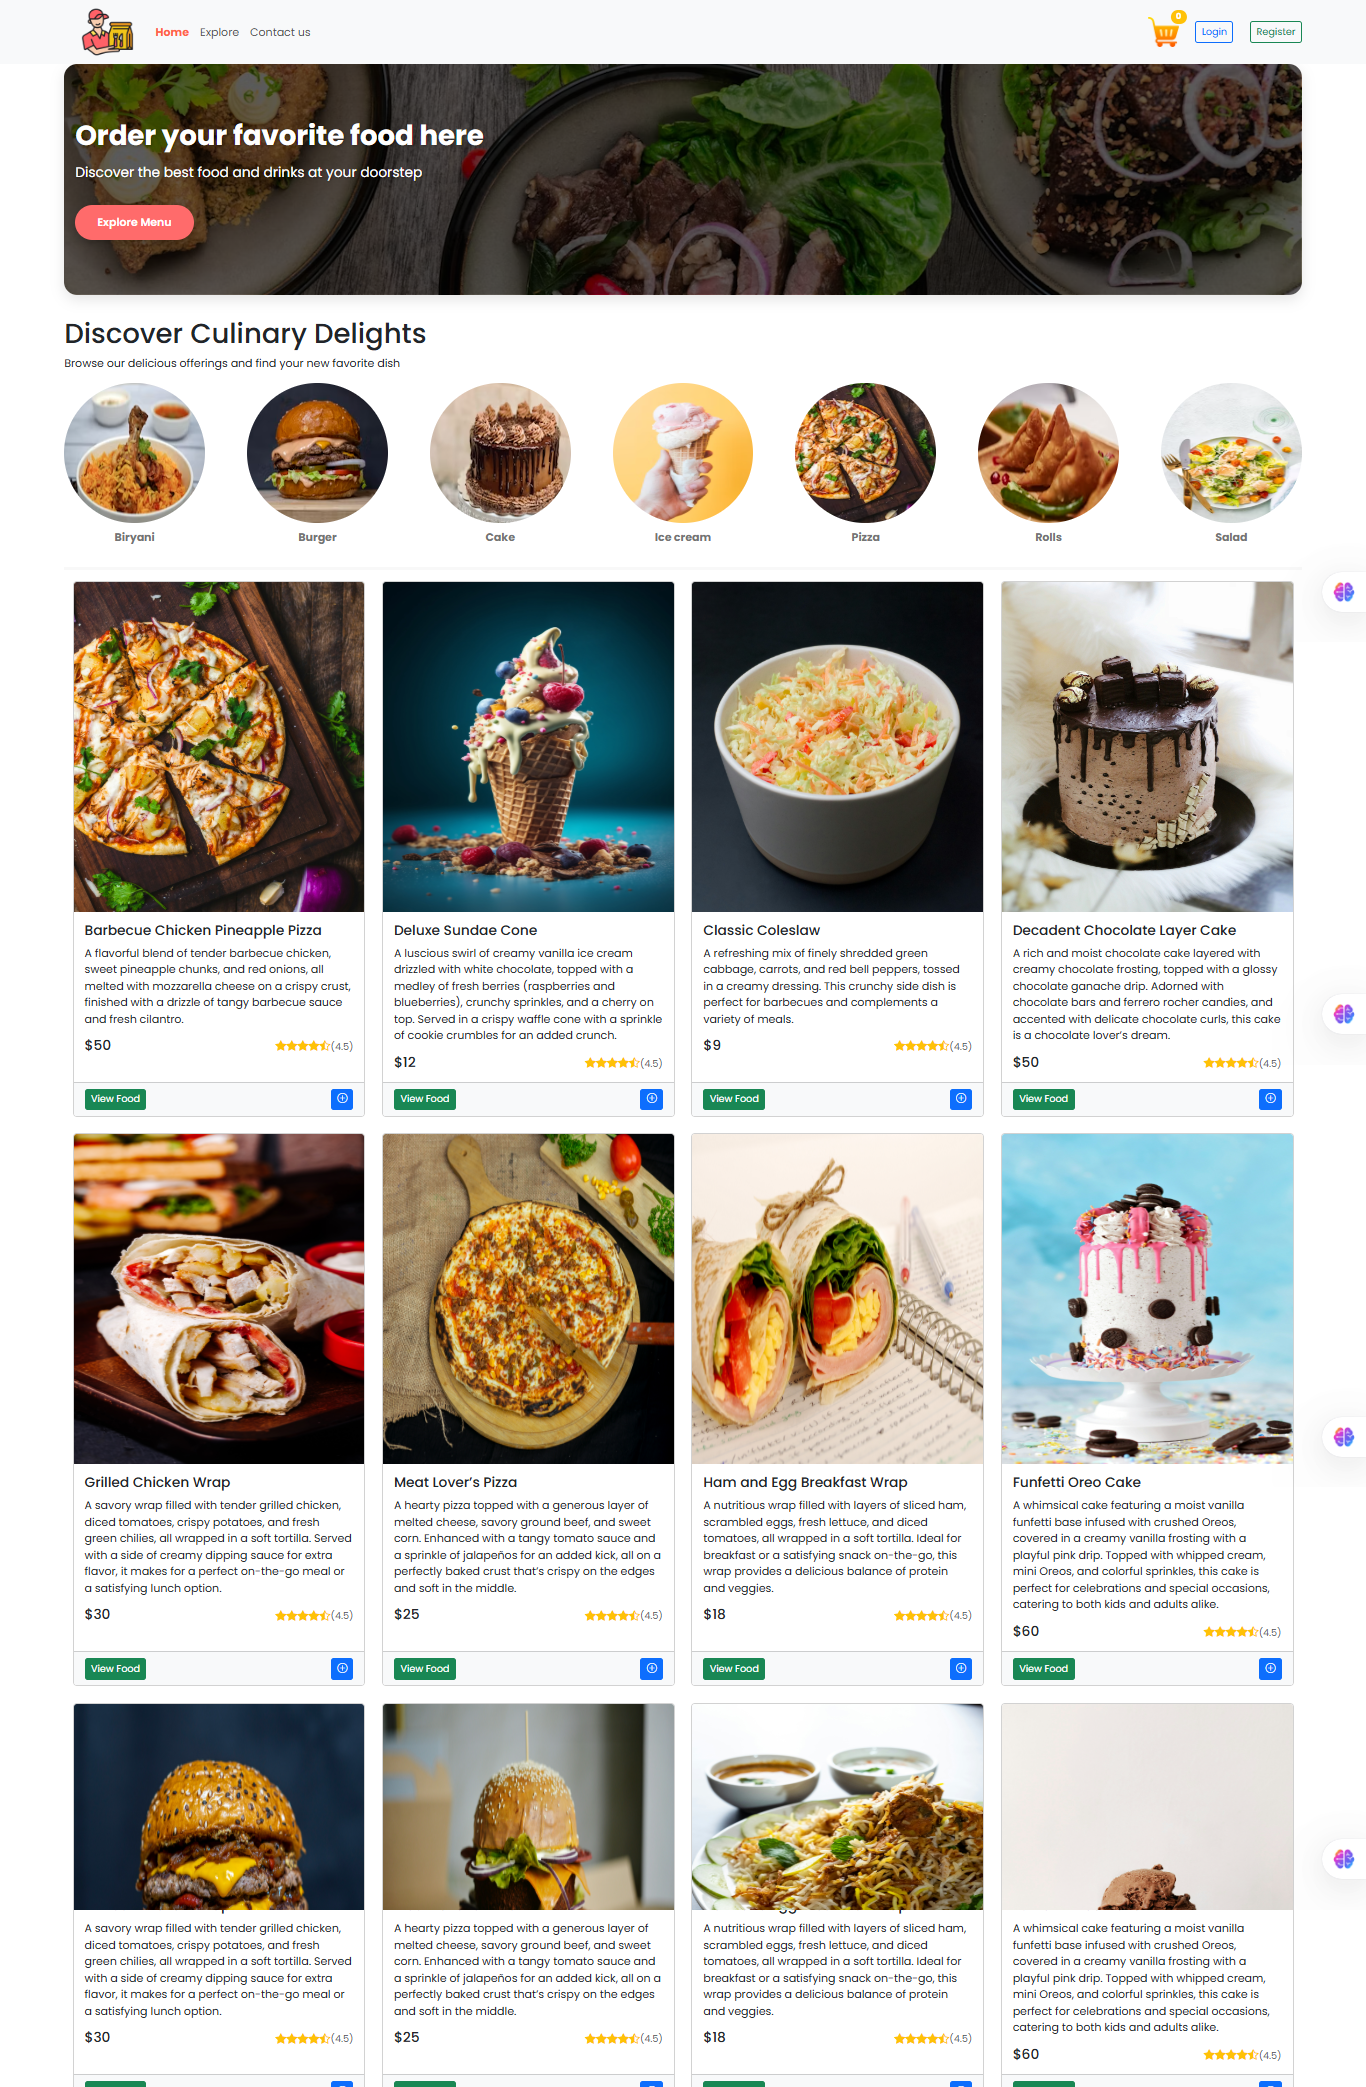 Home Explore Contact us
0
Login Register
Order your favorite food here
Discover the best food and drinks at your doorstep
Explore Menu
Discover Culinary Delights
Browse our delicious offerings and find your new favorite dish
Biryani Burger Cake Ice cream Pizza Rolls Salad
Barbecue Chicken Pineapple Pizza
A flavorful blend of tender barbecue chicken,
sweet pineapple chunks, and red onions, all
melted with mozzarella cheese on a crispy crust,
finished with a drizzle of tangy barbecue sauce
and fresh cilantro.
$50 (4.5)
View Food
Deluxe Sundae Cone
A luscious swirl of creamy vanilla ice cream
drizzled with white chocolate, topped with a
medley of fresh berries (raspberries and
blueberries), crunchy sprinkles, and a cherry on
top. Served in a crispy waffle cone with a sprinkle
of cookie crumbles for an added crunch.
$12 (4.5)
View Food
Classic Coleslaw
A refreshing mix of finely shredded green
cabbage, carrots, and red bell peppers, tossed
in a creamy dressing. This crunchy side dish is
perfect for barbecues and complements a
variety of meals.
$9 (4.5)
View Food
Decadent Chocolate Layer Cake
A rich and moist chocolate cake layered with
creamy chocolate frosting, topped with a glossy
chocolate ganache drip. Adorned with
chocolate bars and ferrero rocher candies, and
accented with delicate chocolate curls, this cake
is a chocolate lover's dream.
$50 (4.5)
View Food
Grilled Chicken Wrap
A savory wrap filled with tender grilled chicken,
diced tomatoes, crispy potatoes, and fresh
green chilies, all wrapped in a soft tortilla. Served
with a side of creamy dipping sauce for extra
flavor, it makes for a perfect on-the-go meal or
a satisfying lunch option.
$30 (4.5)
View Food
Meat Lover's Pizza
A hearty pizza topped with a generous layer of
melted cheese, savory ground beef, and sweet
corn. Enhanced with a tangy tomato sauce and
a sprinkle of jalapeños for an added kick, all on a
perfectly baked crust that's crispy on the edges
and soft in the middle.
$25 (4.5)
View Food
Ham and Egg Breakfast Wrap
A nutritious wrap filled with layers of sliced ham,
scrambled eggs, fresh lettuce, and diced
tomatoes, all wrapped in a soft tortilla. Ideal for
breakfast or a satisfying snack on-the-go, this
wrap provides a delicious balance of protein
and veggies.
$18 (4.5)
View Food
Funfetti Oreo Cake
A whimsical cake featuring a moist vanilla
funfetti base infused with crushed Oreos,
covered in a creamy vanilla frosting with a
playful pink drip. Topped with whipped cream,
mini Oreos, and colorful sprinkles, this cake is
perfect for celebrations and special occasions,
catering to both kids and adults alike.
$60 (4.5)
View Food
A savory wrap filled with tender grilled chicken,
diced tomatoes, crispy potatoes, and fresh
green chilies, all wrapped in a soft tortilla. Served
with a side of creamy dipping sauce for extra
flavor, it makes for a perfect on-the-go meal or
a satisfying lunch option.
$30 (4.5)
A hearty pizza topped with a generous layer of
melted cheese, savory ground beef, and sweet
corn. Enhanced with a tangy tomato sauce and
a sprinkle of jalapeños for an added kick, all on a
perfectly baked crust that's crispy on the edges
and soft in the middle.
$25 (4.5)
A nutritious wrap filled with layers of sliced ham,
scrambled eggs, fresh lettuce, and diced
tomatoes, all wrapped in a soft tortilla. Ideal for
breakfast or a satisfying snack on-the-go, this
wrap provides a delicious balance of protein
and veggies.
$18 (4.5)
A whimsical cake featuring a moist vanilla
funfetti base infused with crushed Oreos,
covered in a creamy vanilla frosting with a
playful pink drip. Topped with whipped cream,
mini Oreos, and colorful sprinkles, this cake is
perfect for celebrations and special occasions,
catering to both kids and adults alike.
$60 (4.5)